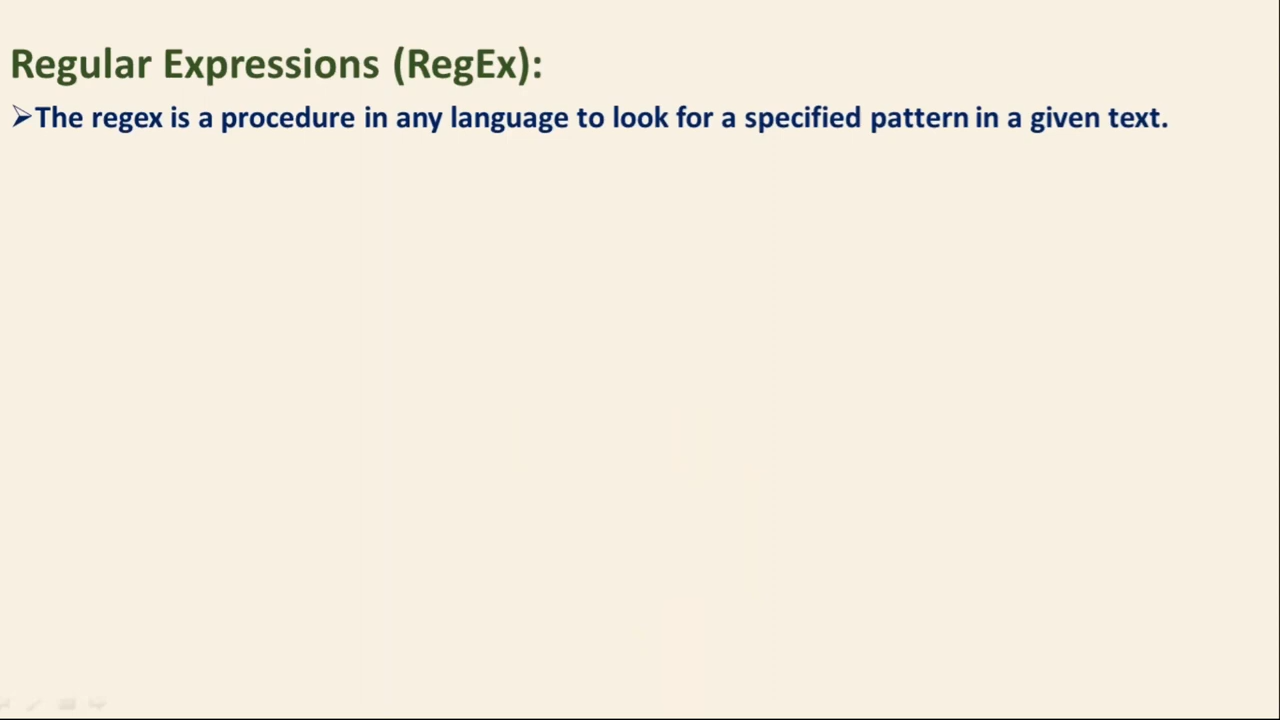 Regular Expressions (RegEx):
➢The regex is a procedure in any language to look for a specified pattern in a given text.